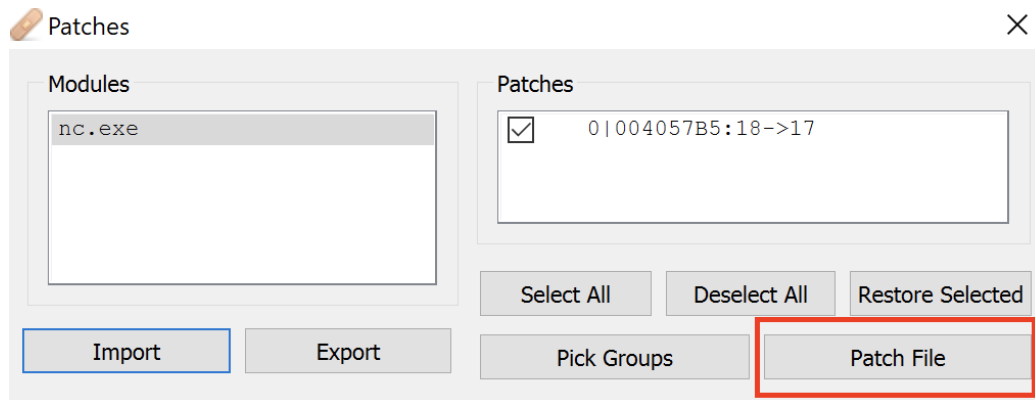 Patches
Modules
nc.exe
Patches
0|004057B5:18->17
Select All
Deselect All
Restore Selected
Import
Export
Pick Groups
Patch File